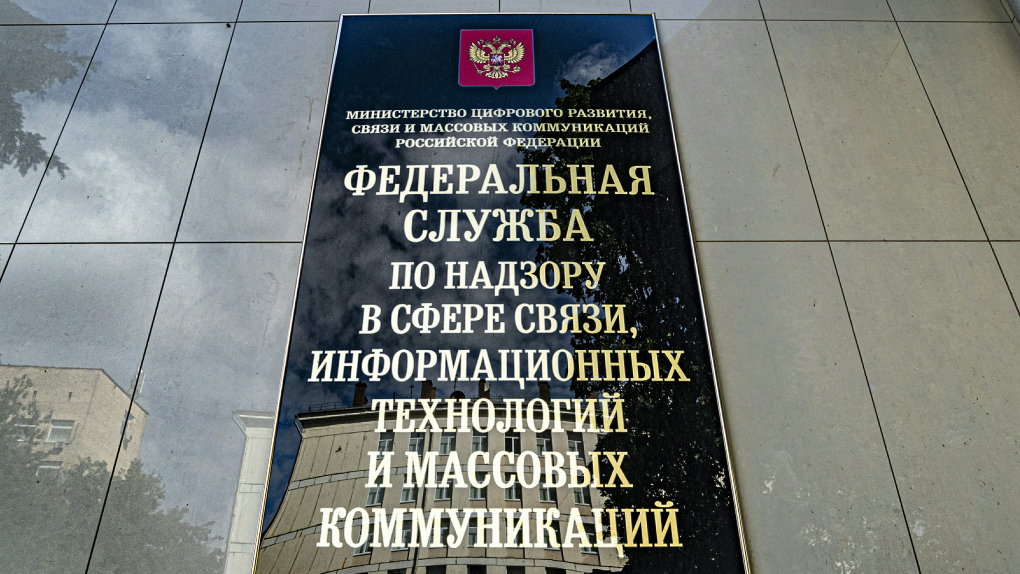 МИНИСТЕРСТВО ЦИФРОВОГО РАЗВИТИЯ,
СВЯЗИ И МАССОВЫХ КОММУНИКАЦИЙ
РОССИЙСКОЙ ФЕДЕРАЦИИ
ФЕДЕРАЛЬНАЯ
СЛУЖБА
ПО НАДЗОРУ
В СФЕРЕ СВЯЗИ,
ИНФОРМАЦИОННЫХ
ТЕХНОЛОГИЙ
И МАССОВЫХ
КОММУНИКАЦИЙ